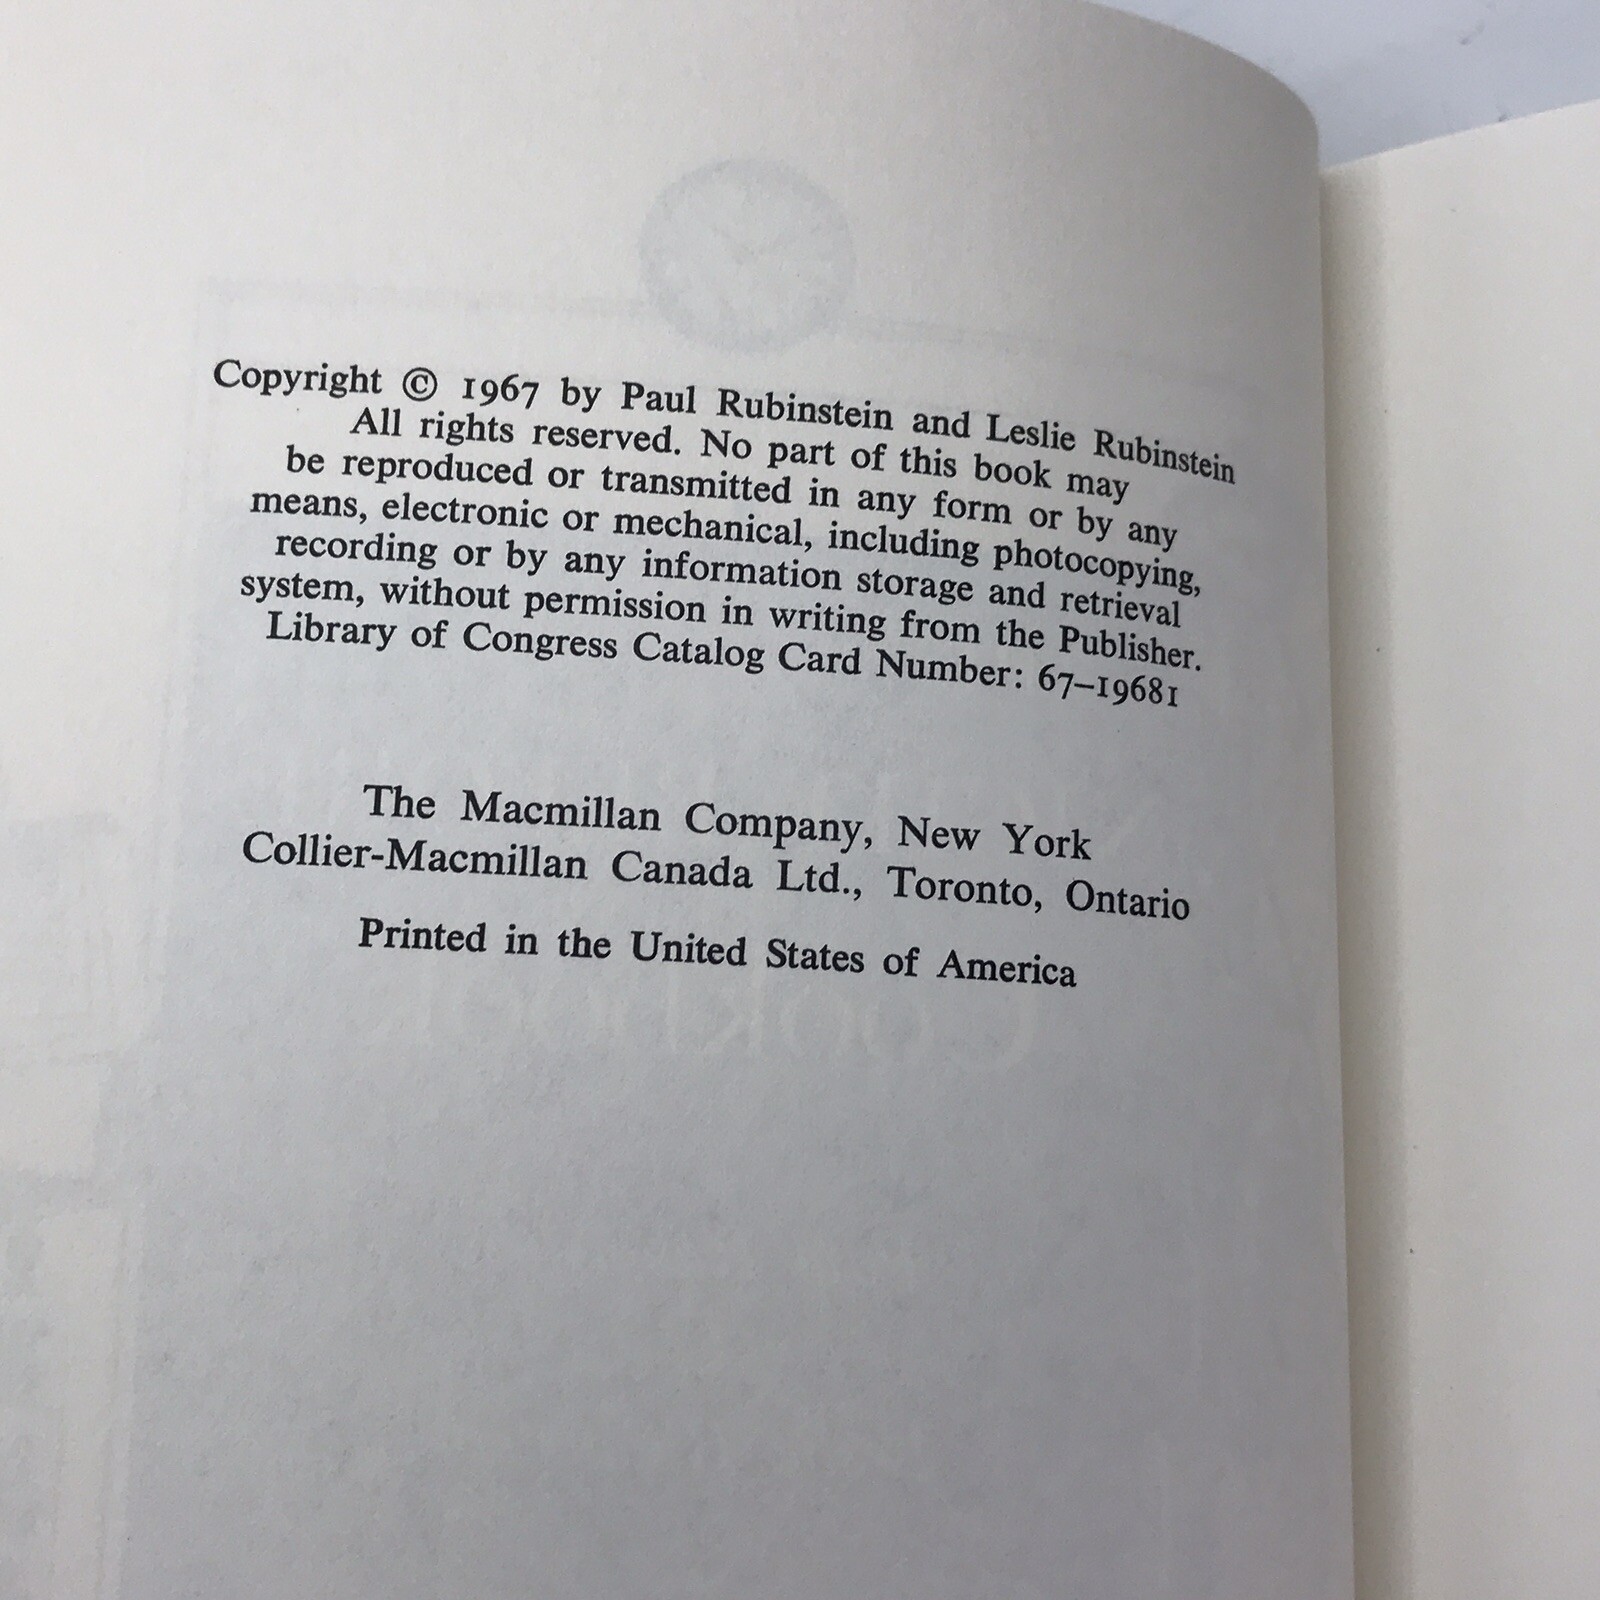 Copyright © 1967 by Paul Rubinstein and Leslie Rubinstein
All rights reserved. No part of this book may
be reproduced or transmitted in any form or by any
means, electronic or mechanical, including photocopying,
recording or by any information storage and retrieval
system, without permission in writing from the Publisher.
Library of Congress Catalog Card Number: 67–19681
The Macmillan Company, New York
Collier-Macmillan Canada Ltd., Toronto, Ontario
Printed in the United States of America